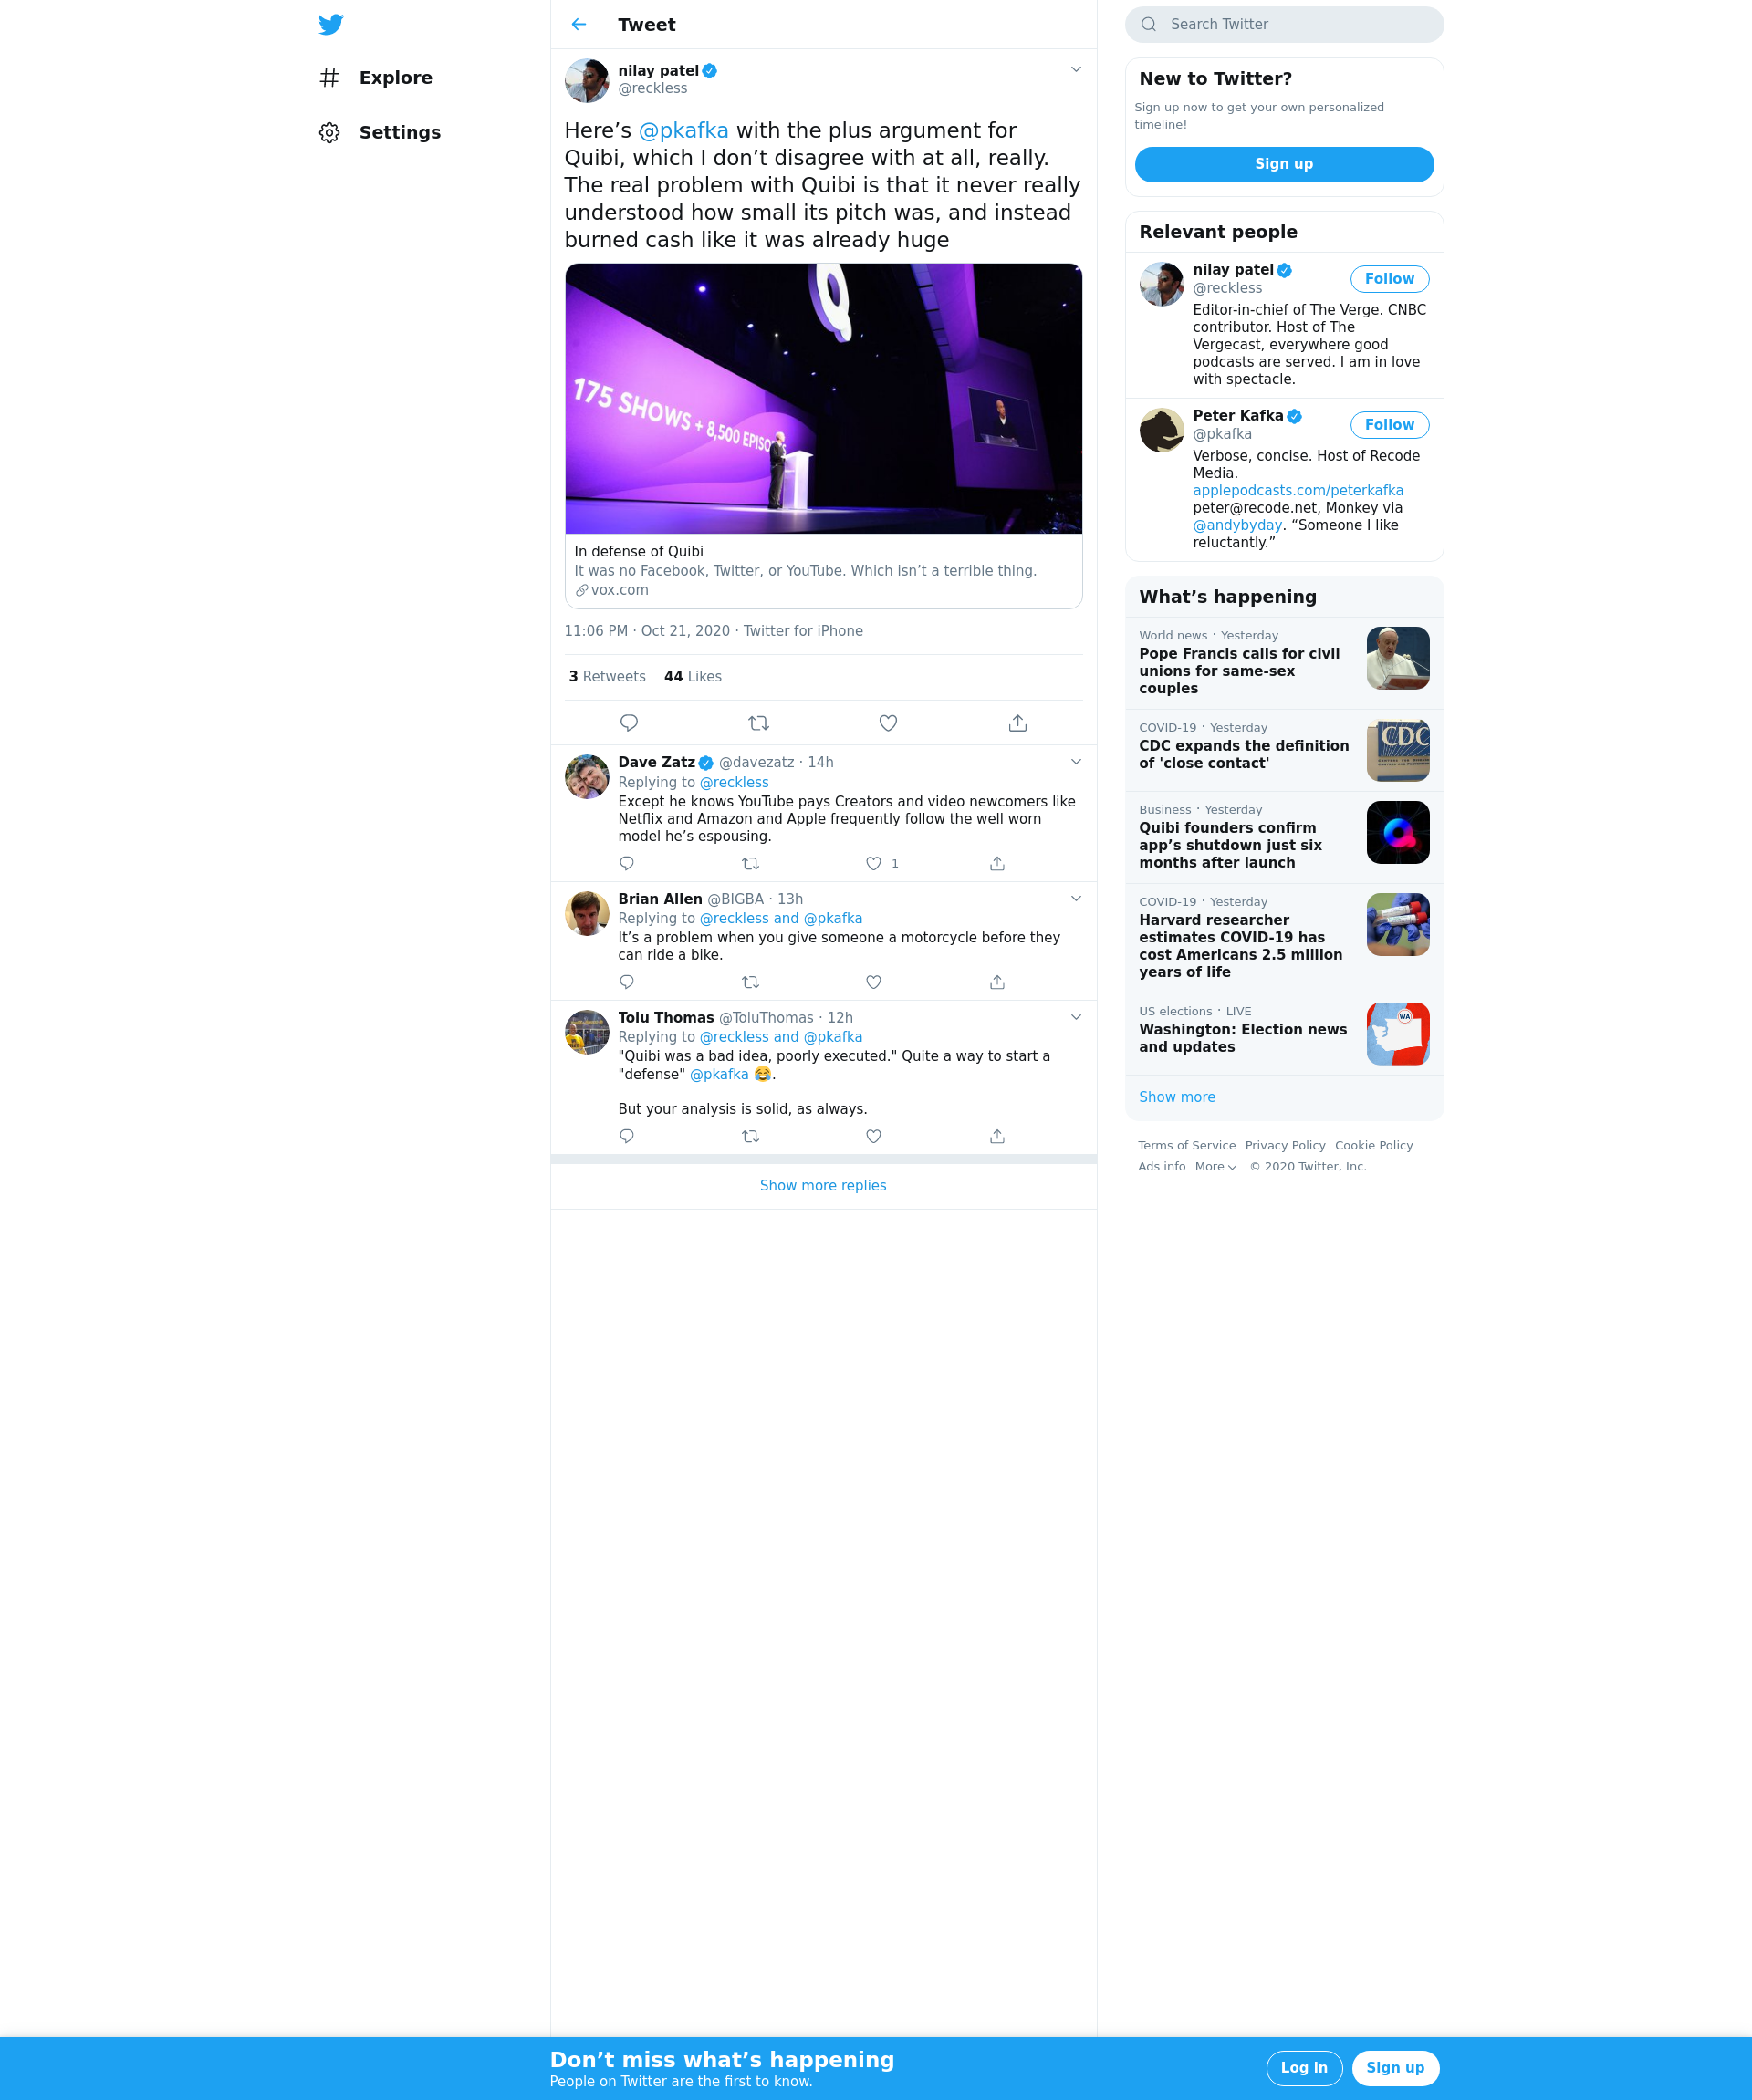 Explore
Settings
Tweet
nilay patel
@reckless
Here’s @pkafka with the plus argument for
Quibi, which I don’t disagree with at all, really.
The real problem with Quibi is that it never really
understood how small its pitch was, and instead
burned cash like it was already huge
175 SHOWS + 8,500 EPISODES
In defense of Quibi
It was no Facebook, Twitter, or YouTube. Which isn’t a terrible thing.
vox.com
11:06 PM · Oct 21, 2020 · Twitter for iPhone
3 Retweets 44 Likes
Dave Zatz @davezatz · 14h
Replying to @reckless
Except he knows YouTube pays Creators and video newcomers like
Netflix and Amazon and Apple frequently follow the well worn
model he’s espousing.
1
Brian Allen @BIGBA · 13h
Replying to @reckless and @pkafka
It’s a problem when you give someone a motorcycle before they
can ride a bike.
Tolu Thomas @ToluThomas · 12h
Replying to @reckless and @pkafka
"Quibi was a bad idea, poorly executed." Quite a way to start a
"defense" @pkafka 😂.
But your analysis is solid, as always.
Show more replies
Search Twitter
New to Twitter?
Sign up now to get your own personalized
timeline!
Sign up
Relevant people
nilay patel
@reckless
Follow
Editor-in-chief of The Verge. CNBC
contributor. Host of The
Vergecast, everywhere good
podcasts are served. I am in love
with spectacle.
Peter Kafka
@pkafka
Follow
Verbose, concise. Host of Recode
Media.
applepodcasts.com/peterkafka
peter@recode.net, Monkey via
@andybyday. “Someone I like
reluctantly.”
What’s happening
World news · Yesterday
Pope Francis calls for civil
unions for same-sex
couples
COVID-19 · Yesterday
CDC expands the definition
of 'close contact'
CDC
Business · Yesterday
Quibi founders confirm
app’s shutdown just six
months after launch
COVID-19 · Yesterday
Harvard researcher
estimates COVID-19 has
cost Americans 2.5 million
years of life
US elections · LIVE
Washington: Election news
and updates
WA
Show more
Terms of Service Privacy Policy Cookie Policy
Ads info More © 2020 Twitter, Inc.
Don’t miss what’s happening
People on Twitter are the first to know.
Log in
Sign up